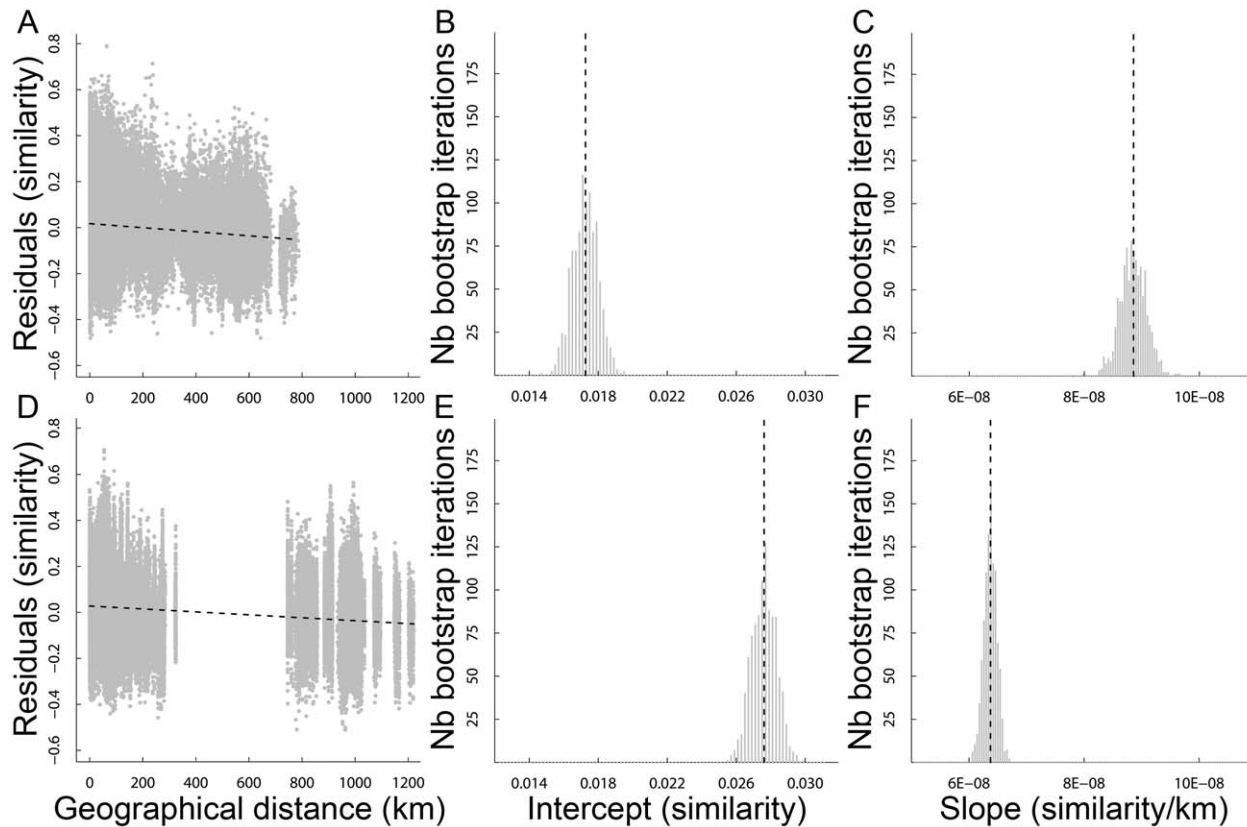 A
B
C
Residuals (similarity)
0.8
0.6
0.4
0.2
0.0
−0.2
−0.4
−0.6
0 200 400 600 800 1000 1200
Nb bootstrap iterations
175
150
125
100
75
50
25
0.014 0.018 0.022 0.026 0.030
Nb bootstrap iterations
175
150
125
100
75
50
25
6E−08 8E−08 10E−08
D
E
F
Residuals (similarity)
0.8
0.6
0.4
0.2
0.0
−0.2
−0.4
−0.6
0 200 400 600 800 1000 1200
Geographical distance (km)
Nb bootstrap iterations
175
150
125
100
75
50
25
0.014 0.018 0.022 0.026 0.030
Intercept (similarity)
Nb bootstrap iterations
175
150
125
100
75
50
25
6E−08 8E−08 10E−08
Slope (similarity/km)